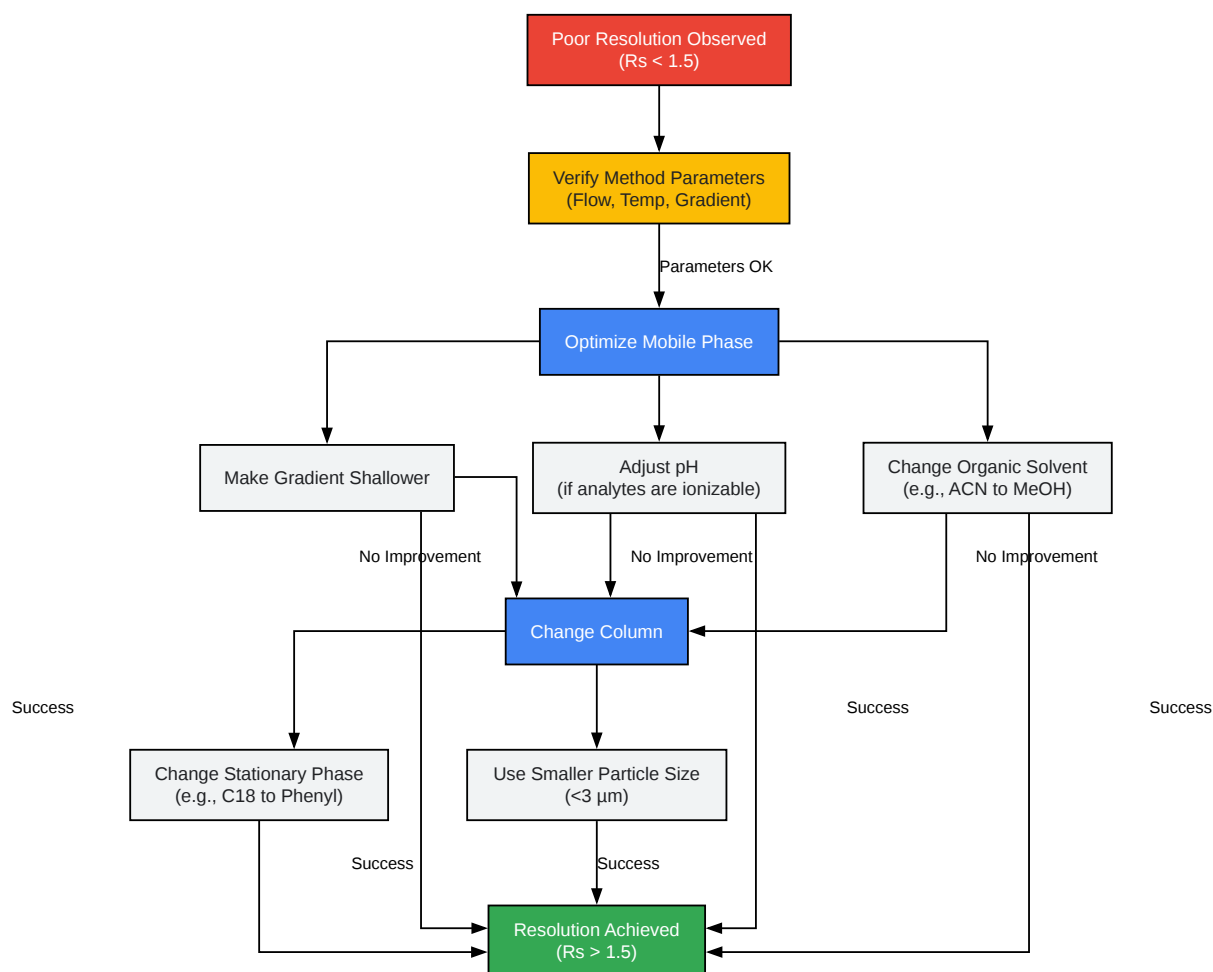 Poor Resolution Observed
(Rs < 1.5)
Verify Method Parameters
(Flow, Temp, Gradient)
Parameters OK
Optimize Mobile Phase
Make Gradient Shallower
Adjust pH
(if analytes are ionizable)
Change Organic Solvent
(e.g., ACN to MeOH)
No Improvement
No Improvement
No Improvement
Change Column
Success
Success
Success
Change Stationary Phase
(e.g., C18 to Phenyl)
Use Smaller Particle Size
(<3 µm)
Success
Success
Resolution Achieved
(Rs > 1.5)